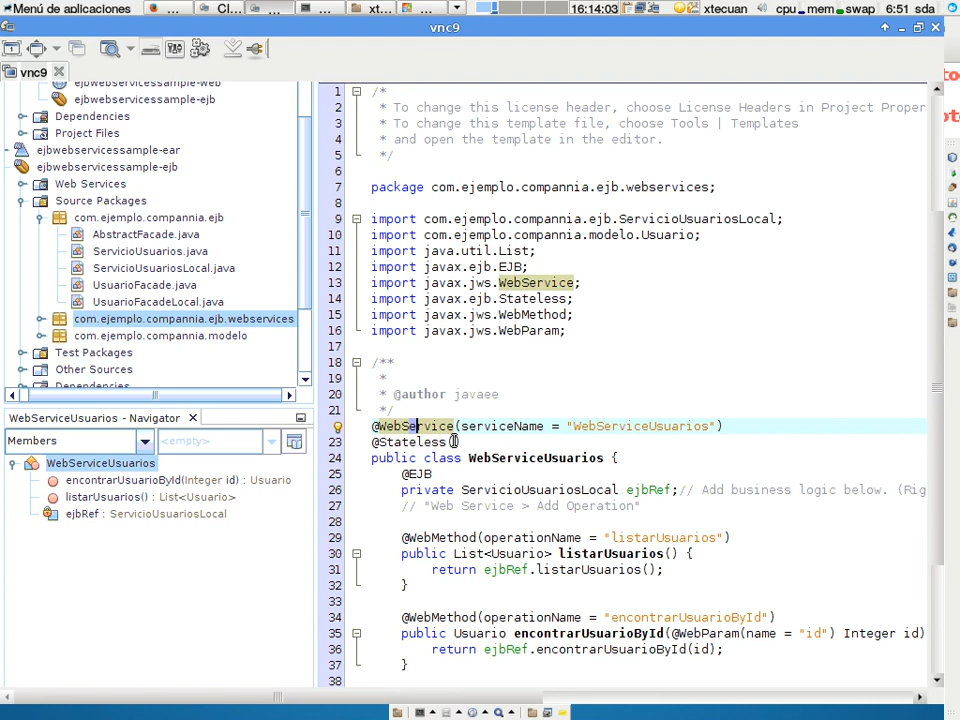 Menú de aplicaciones ... Cl... ... ... xt... ... 16:14:03 xtecuan cpu mem swap 6:51 sda
vnc9
vnc9
ejbwebservicessample-web
ejbwebservicessample-ejb
Dependencies
Project Files
ejbwebservicessample-ear
ejbwebservicessample-ejb
Web Services
Source Packages
com.ejemplo.compannia.ejb
AbstractFacade.java
ServicioUsuarios.java
ServicioUsuariosLocal.java
UsuarioFacade.java
UsuarioFacadeLocal.java
com.ejemplo.compannia.ejb.webservices
com.ejemplo.compannia.modelo
Test Packages
Other Sources
Dependencies
WebServiceUsuarios - Navigator
Members <empty>
WebServiceUsuarios
encontrarUsuarioById(Integer id) : Usuario
listarUsuarios() : List<Usuario>
ejbRef : ServicioUsuariosLocal
1 /*
2 * To change this license header, choose License Headers in Project Proper
3 * To change this template file, choose Tools | Templates
4 * and open the template in the editor.
5 */
6
7 package com.ejemplo.compannia.ejb.webservices;
8
9 import com.ejemplo.compannia.ejb.ServicioUsuariosLocal;
10 import com.ejemplo.compannia.modelo.Usuario;
11 import java.util.List;
12 import javax.ejb.EJB;
13 import javax.jws.WebService;
14 import javax.ejb.Stateless;
15 import javax.jws.WebMethod;
16 import javax.jws.WebParam;
17
18 /**
19 *
20 * @author javaee
21 */
@WebService(serviceName = "WebServiceUsuarios")
23 @Stateless
24 public class WebServiceUsuarios {
25 @EJB
26 private ServicioUsuariosLocal ejbRef;// Add business logic below. (Rig
27 // "Web Service > Add Operation"
28
29 @WebMethod(operationName = "listarUsuarios")
30 public List<Usuario> listarUsuarios() {
31 return ejbRef.listarUsuarios();
32 }
33
34 @WebMethod(operationName = "encontrarUsuarioById")
35 public Usuario encontrarUsuarioById(@WebParam(name = "id") Integer id)
36 return ejbRef.encontrarUsuarioById(id);
37 }
38